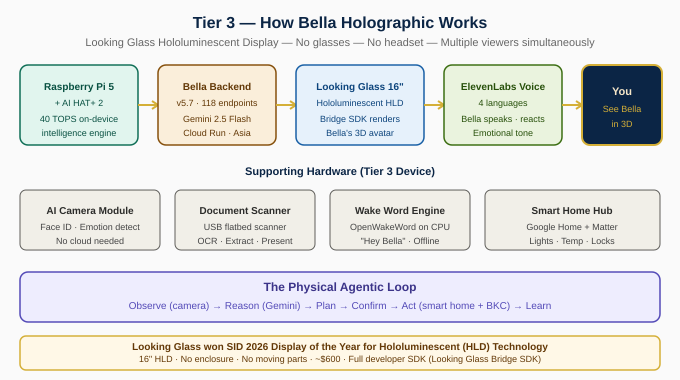 Tier 3 — How Bella Holographic Works
Looking Glass Hololuminescent Display — No glasses — No headset — Multiple viewers simultaneously
Raspberry Pi 5
+ AI HAT+ 2
40 TOPS on-device
intelligence engine
Bella Backend
v5.7 · 118 endpoints
Gemini 2.5 Flash
Cloud Run · Asia
Looking Glass 16"
Hololuminescent HLD
Bridge SDK renders
Bella's 3D avatar
ElevenLabs Voice
4 languages
Bella speaks · reacts
Emotional tone
You
See Bella
in 3D
Supporting Hardware (Tier 3 Device)
AI Camera Module
Face ID · Emotion detect
No cloud needed
Document Scanner
USB flatbed scanner
OCR · Extract · Present
Wake Word Engine
OpenWakeWord on CPU
"Hey Bella" · Offline
Smart Home Hub
Google Home + Matter
Lights · Temp · Locks
The Physical Agentic Loop
Observe (camera) → Reason (Gemini) → Plan → Confirm → Act (smart home + BKC) → Learn
Looking Glass won SID 2026 Display of the Year for Hololuminescent (HLD) Technology
16" HLD · No enclosure · No moving parts · ~$600 · Full developer SDK (Looking Glass Bridge SDK)